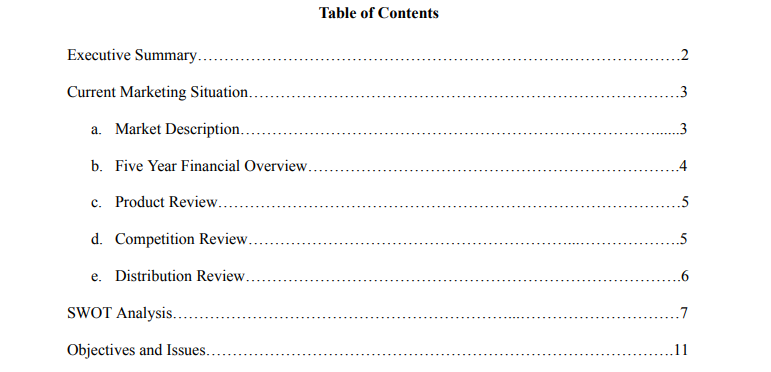 Table of Contents
Executive Summary……………………………………………………………………………2
Current Marketing Situation……………………………………………………………………3
a. Market Description……………………………………………………………......3
b. Five Year Financial Overview…………………………………………………….4
c. Product Review……………………………………………………………………5
d. Competition Review……………………………………………………………….5
e. Distribution Review……………………………………………………………….6
SWOT Analysis…………………………………………………………………………………7
Objectives and Issues…………………………………………………………………………..11